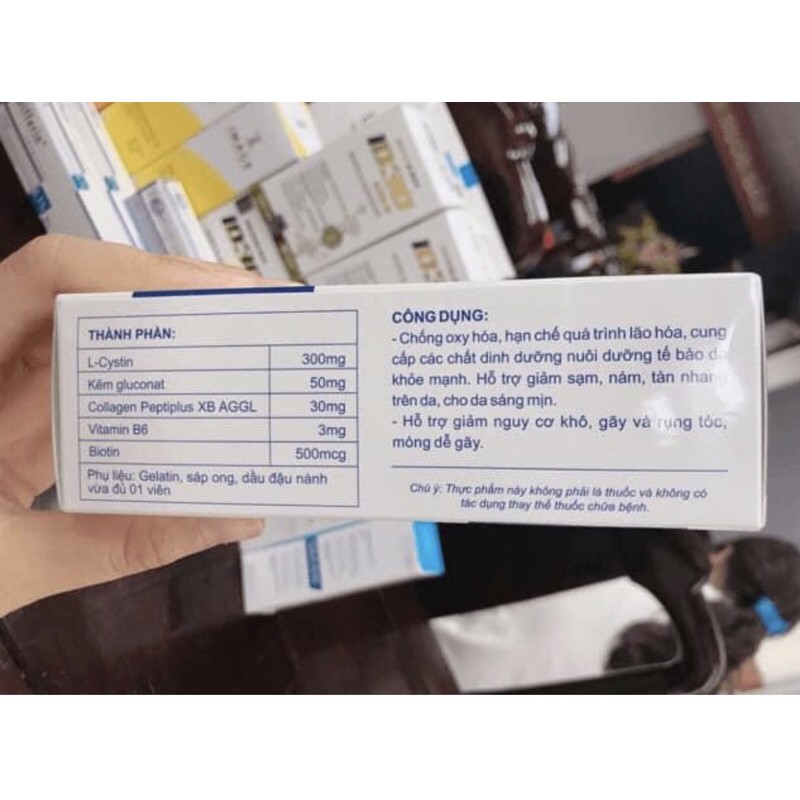 IMAGE
THÀNH PHẦN:
L-Cystin 300mg
Kẽm gluconat 50mg
Collagen Peptiplus XB AGGL 30mg
Vitamin B6 3mg
Biotin 500mcg
Phụ liệu: Gelatin, sáp ong, dầu đậu nành
vừa đủ 01 viên
CÔNG DỤNG:
- Chống oxy hóa, hạn chế quá trình lão hóa, cung
cấp các chất dinh dưỡng nuôi dưỡng tế bào da
khỏe mạnh. Hỗ trợ giảm sạm, nám, tàn nhang
trên da, cho da sáng mịn.
- Hỗ trợ giảm nguy cơ khô, gãy và rụng tóc,
móng dễ gãy.
Chú ý: Thực phẩm này không phải là thuốc và không có
tác dụng thay thế thuốc chữa bệnh.